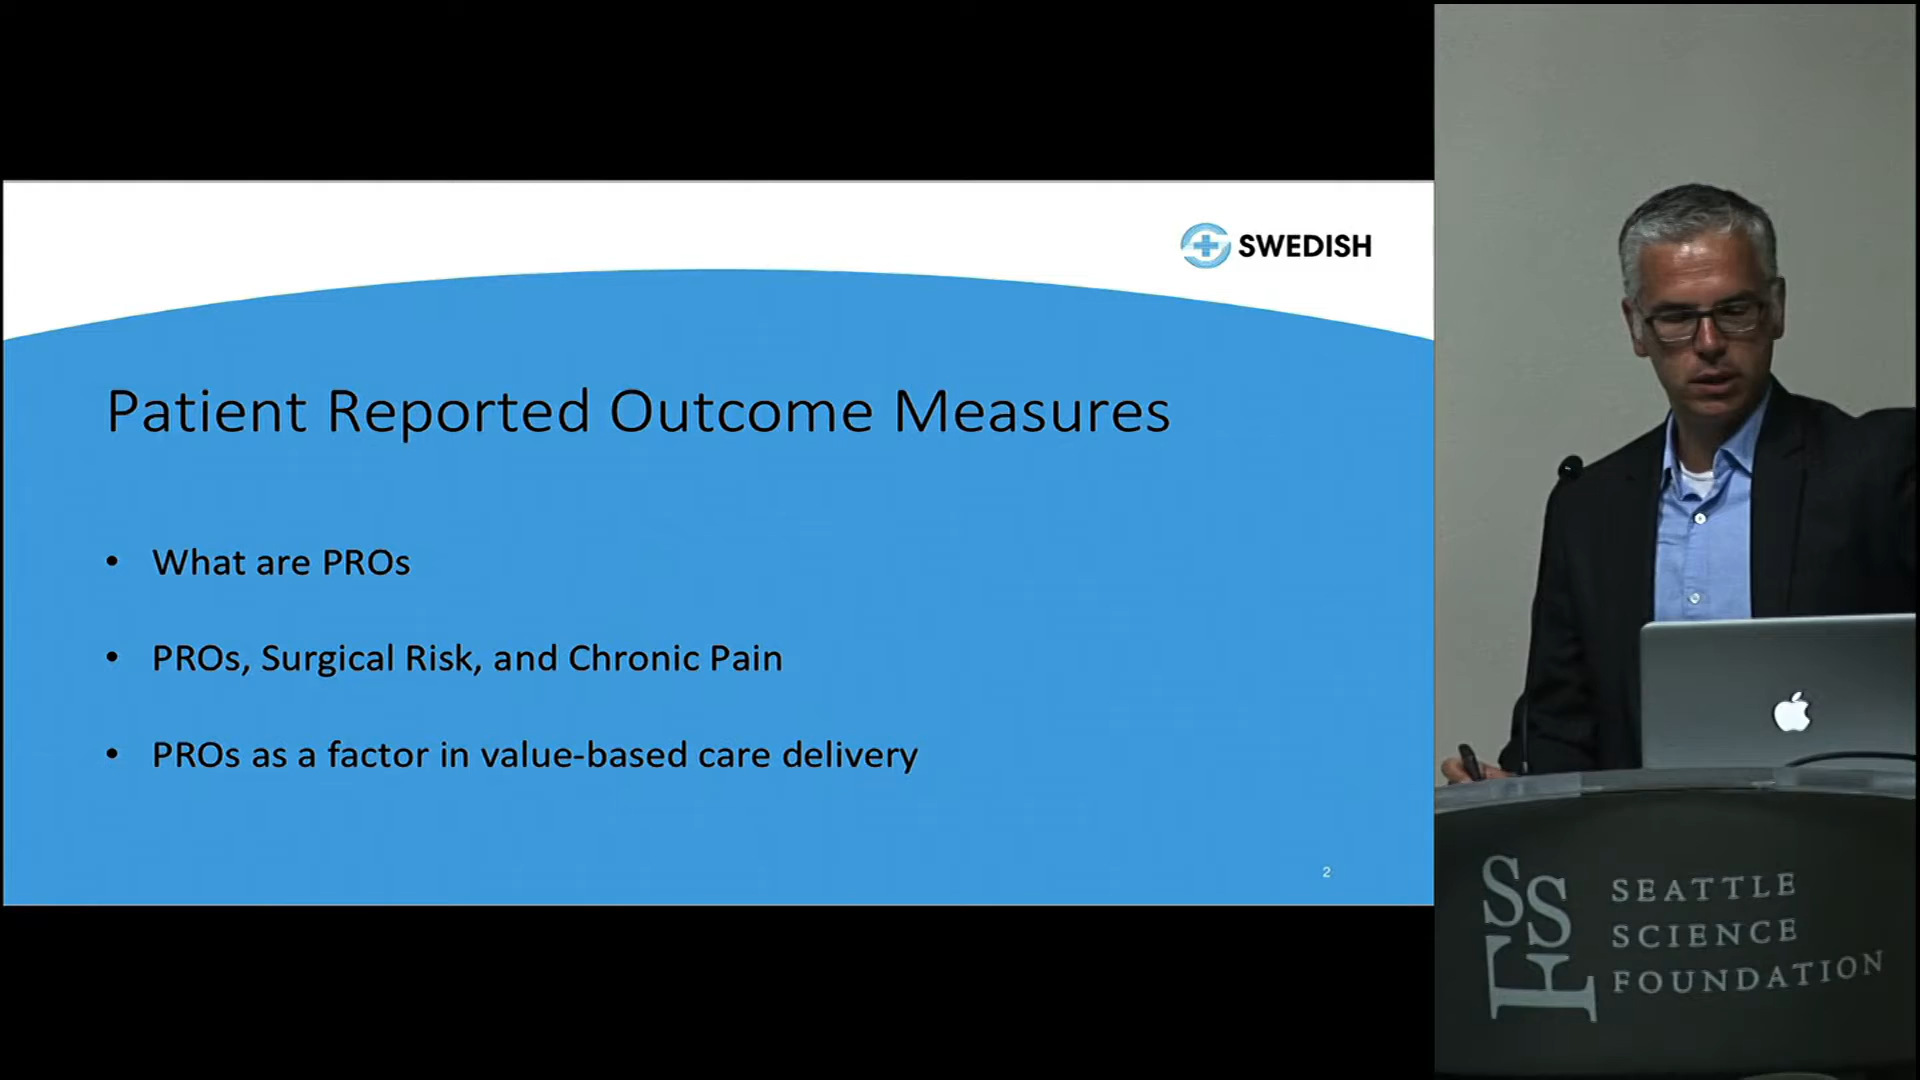 SWEDISH
Patient Reported Outcome Measures
• What are PROs
• PROs, Surgical Risk, and Chronic Pain
• PROs as a factor in value-based care delivery
2
SSF
SEATTLE
SCIENCE
FOUNDATION